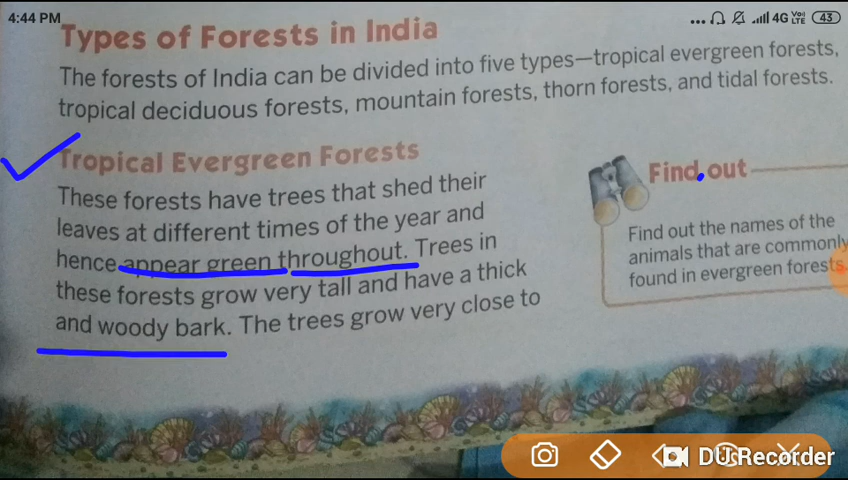 4:44 PM
4G Vo LTE 43
Types of Forests in India
The forests of India can be divided into five types—tropical evergreen forests,
tropical deciduous forests, mountain forests, thorn forests, and tidal forests.
Tropical Evergreen Forests
These forests have trees that shed their
leaves at different times of the year and
hence appear green throughout. Trees in
these forests grow very tall and have a thick
and woody bark. The trees grow very close to
Find out
Find out the names of the
animals that are commonly
found in evergreen forests.
DU Recorder